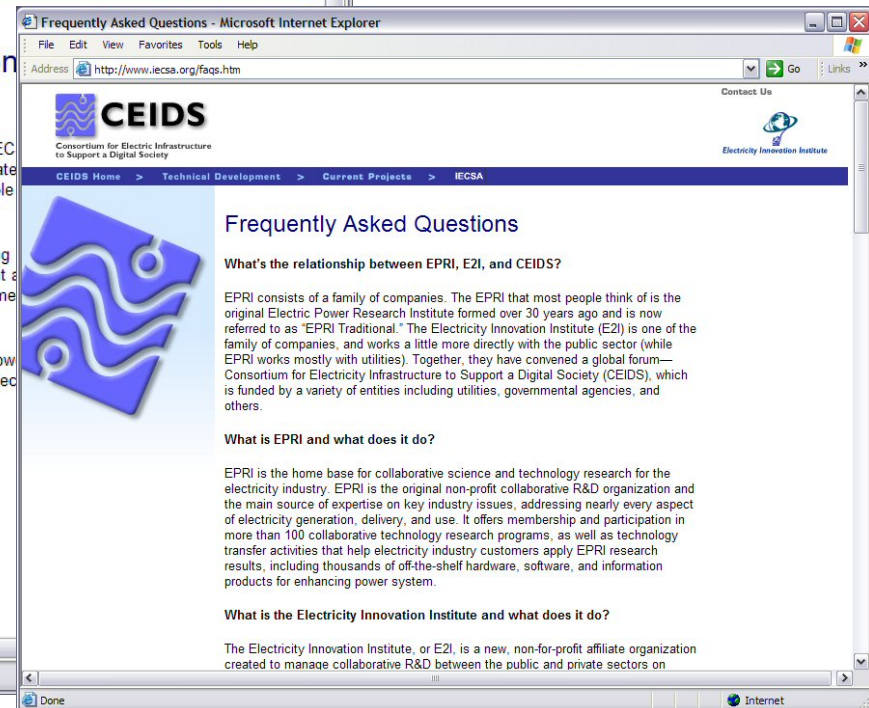 Frequently Asked Questions - Microsoft Internet Explorer
File Edit View Favorites Tools Help
Address http://www.iecsa.org/faqs.htm Go Links »
Contact Us
CEIDS
Consortium for Electric Infrastructure
to Support a Digital Society
Electricity Innovation Institute
CEIDS Home > Technical Development > Current Projects > IECSA
Frequently Asked Questions
What's the relationship between EPRI, E2I, and CEIDS?
EPRI consists of a family of companies. The EPRI that most people think of is the
original Electric Power Research Institute formed over 30 years ago and is now
referred to as “EPRI Traditional.” The Electricity Innovation Institute (E2I) is one of the
family of companies, and works a little more directly with the public sector (while
EPRI works mostly with utilities). Together, they have convened a global forum—
Consortium for Electricity Infrastructure to Support a Digital Society (CEIDS), which
is funded by a variety of entities including utilities, governmental agencies, and
others.
What is EPRI and what does it do?
EPRI is the home base for collaborative science and technology research for the
electricity industry. EPRI is the original non-profit collaborative R&D organization and
the main source of expertise on key industry issues, addressing nearly every aspect
of electricity generation, delivery, and use. It offers membership and participation in
more than 100 collaborative technology research programs, as well as technology
transfer activities that help electricity industry customers apply EPRI research
results, including thousands of off-the-shelf hardware, software, and information
products for enhancing power system.
What is the Electricity Innovation Institute and what does it do?
The Electricity Innovation Institute, or E2I, is a new, non-for-profit affiliate organization
created to manage collaborative R&D between the public and private sectors on
Done Internet